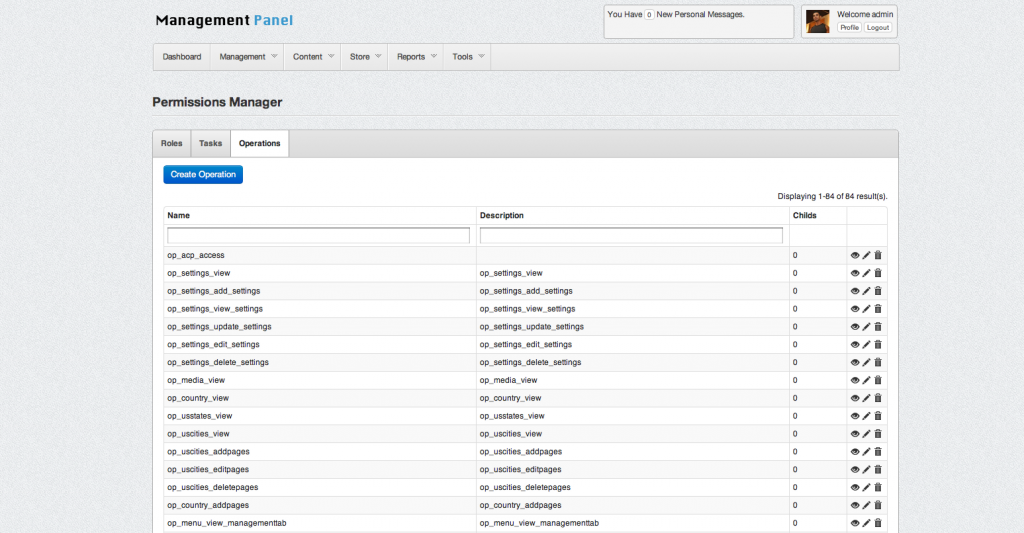 Management Panel
You Have 0 New Personal Messages.
Welcome admin
Profile Logout
Dashboard Management Content Store Reports Tools
Permissions Manager
Roles Tasks Operations
Create Operation
Displaying 1-84 of 84 result(s).
Name Description Childs
op_acp_access 0
op_settings_view op_settings_view 0
op_settings_add_settings op_settings_add_settings 0
op_settings_view_settings op_settings_view_settings 0
op_settings_update_settings op_settings_update_settings 0
op_settings_edit_settings op_settings_edit_settings 0
op_settings_delete_settings op_settings_delete_settings 0
op_media_view op_media_view 0
op_country_view op_country_view 0
op_usstates_view op_usstates_view 0
op_uscities_view op_uscities_view 0
op_uscities_addpages op_uscities_addpages 0
op_uscities_editpages op_uscities_editpages 0
op_uscities_deletepages op_uscities_deletepages 0
op_country_addpages op_country_addpages 0
op_menu_view_managementtab op_menu_view_managementtab 0